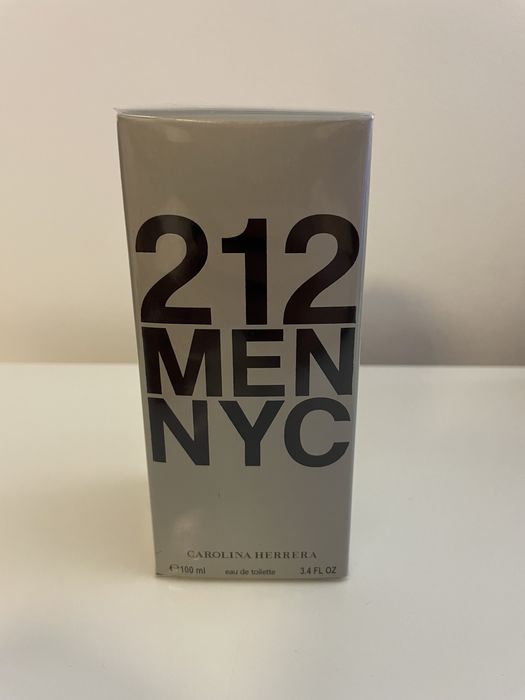 212
MEN
NYC
CAROLINA HERRERA
℮100 ml eau de toilette 3.4 FL OZ